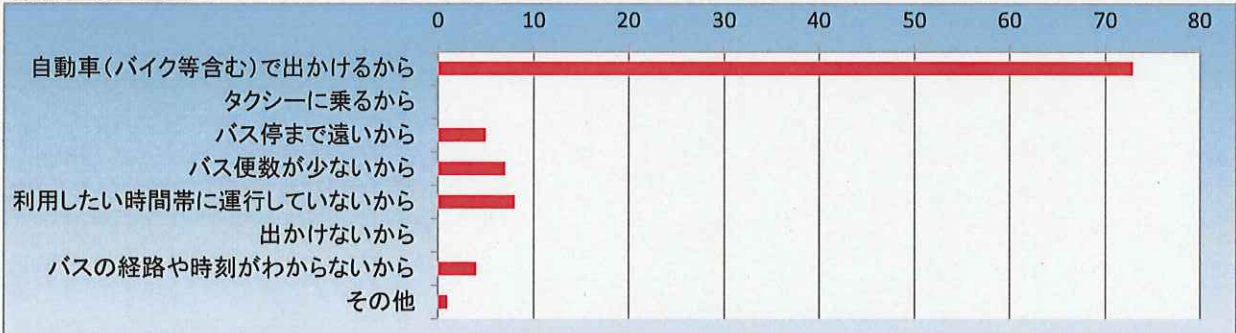 0 10 20 30 40 50 60 70 80
自動車(バイク等含む)で出かけるから
タクシーに乗るから
バス停まで遠いから
バス便数が少ないから
利用したい時間帯に運行していないから
出かけないから
バスの経路や時刻がわからないから
その他